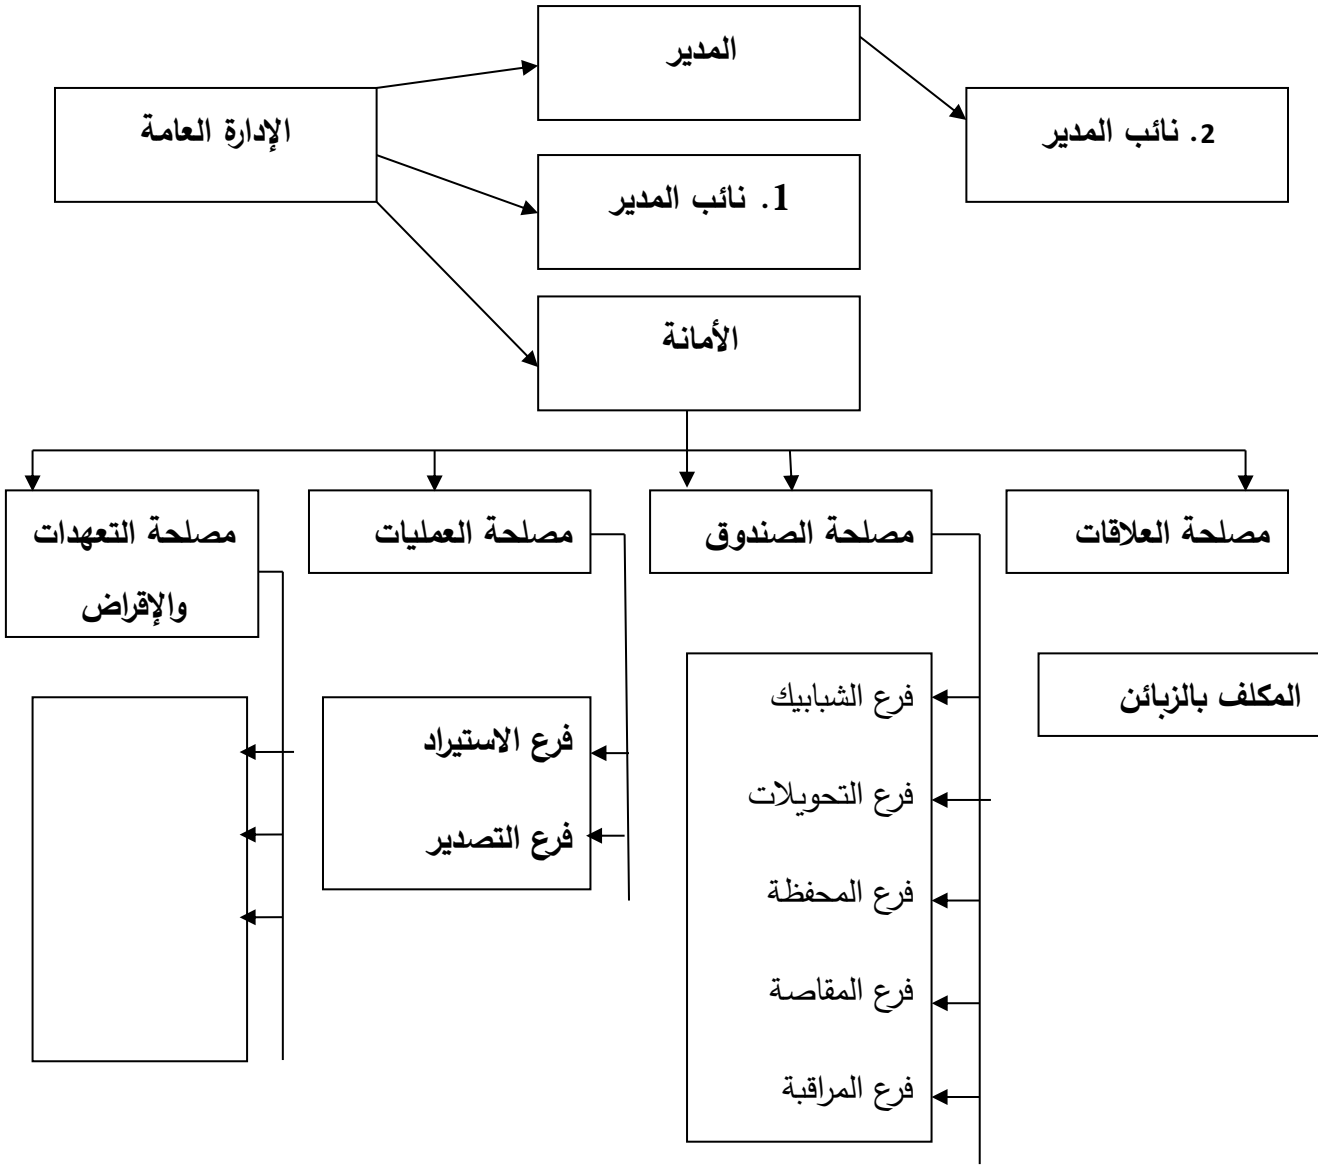 المدير
الإدارة العامة
2. نائب المدير
1. نائب المدير
الأمانة
مصلحة العلاقات
مصلحة الصندوق
مصلحة العمليات
مصلحة التعهدات
والإقراض
المكلف بالزبائن
فرع الشبابيك
فرع التحويلات
فرع المحفظة
فرع المقاصة
فرع المراقبة
فرع الاستيراد
فرع التصدير